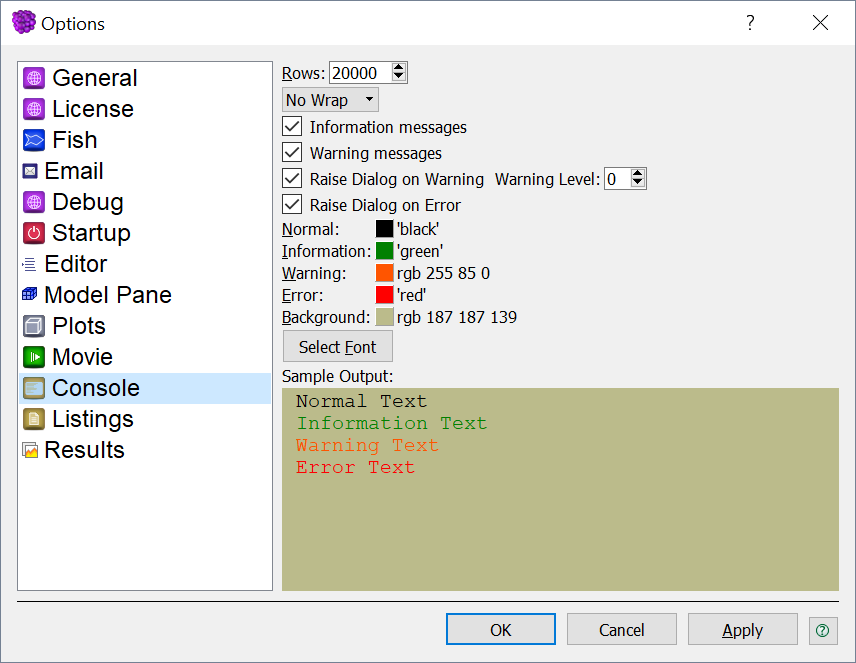 Options
?
General
License
Fish
Email
Debug
Startup
Editor
Model Pane
Plots
Movie
Console
Listings
Results
Rows: 20000
No Wrap
Information messages
Warning messages
Raise Dialog on Warning Warning Level: 0
Raise Dialog on Error
Normal: 'black'
Information: 'green'
Warning: rgb 255 85 0
Error: 'red'
Background: rgb 187 187 139
Select Font
Sample Output:
Normal Text
Information Text
Warning Text
Error Text
OK Cancel Apply ?